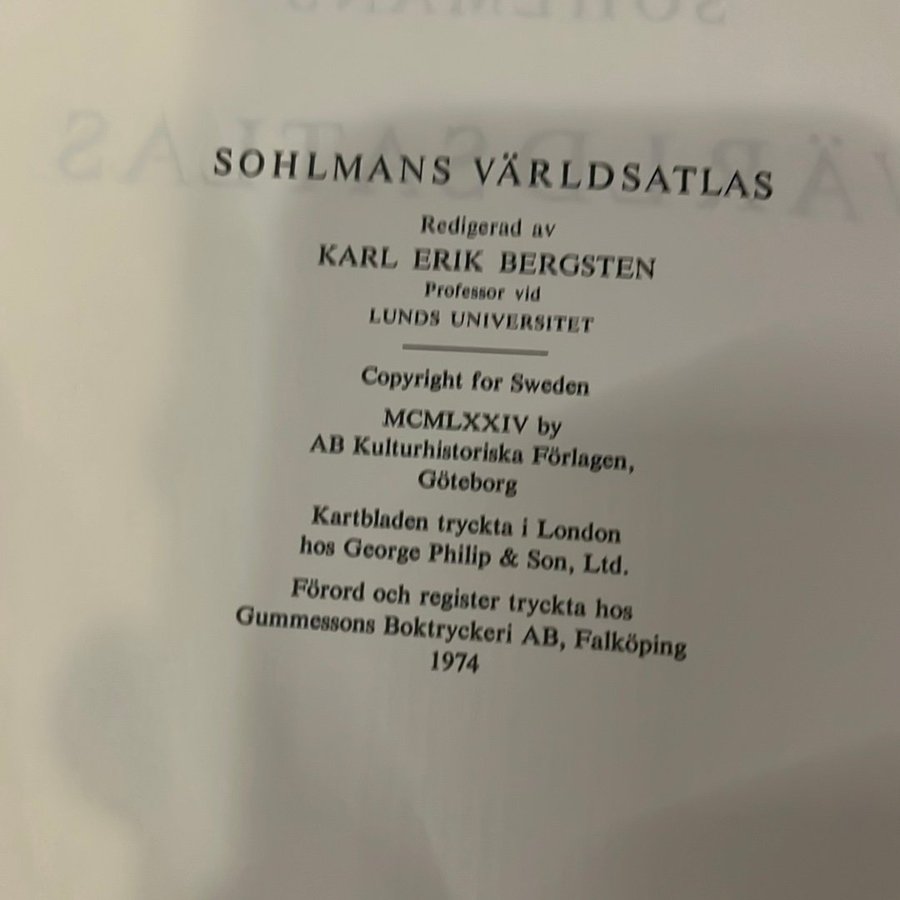 SOHLMANS VÄRLDSATLAS
Redigerad av
KARL ERIK BERGSTEN
Professor vid
LUNDS UNIVERSITET
Copyright for Sweden
MCMLXXIV by
AB Kulturhistoriska Förlagen,
Göteborg
Kartbladen tryckta i London
hos George Philip & Son, Ltd.
Förord och register tryckta hos
Gummessons Boktryckeri AB, Falköping
1974